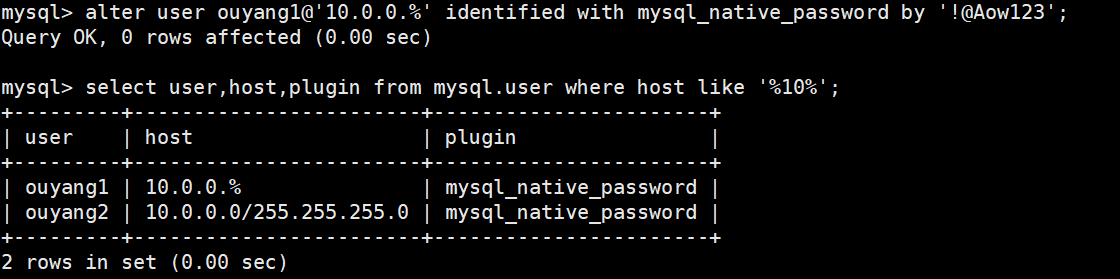 mysql> alter user ouyang1@'10.0.0.%' identified with mysql_native_password by '!@Aow123';
Query OK, 0 rows affected (0.00 sec)

mysql> select user,host,plugin from mysql.user where host like '%10%';
+---------+------------------------+-----------------------+
| user    | host                   | plugin                |
+---------+------------------------+-----------------------+
| ouyang1 | 10.0.0.%               | mysql_native_password |
| ouyang2 | 10.0.0.0/255.255.255.0 | mysql_native_password |
+---------+------------------------+-----------------------+
2 rows in set (0.00 sec)